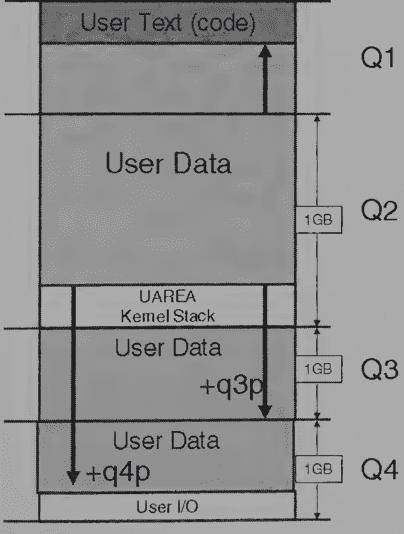 User Text (code)
Q1
User Data
Q2
1GB
UAREA
Kernel Stack
User Data
1GB
Q3
+q3p
User Data
+q4p
1GB
Q4
User I/O